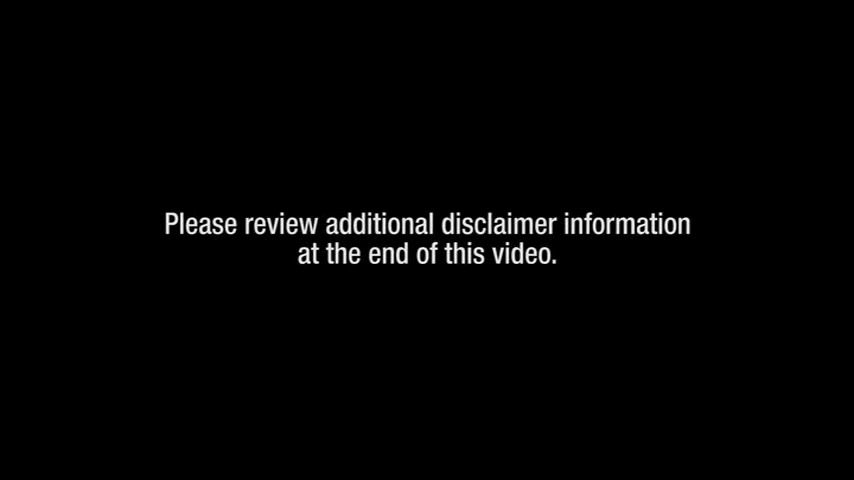 Please review additional disclaimer information
at the end of this video.